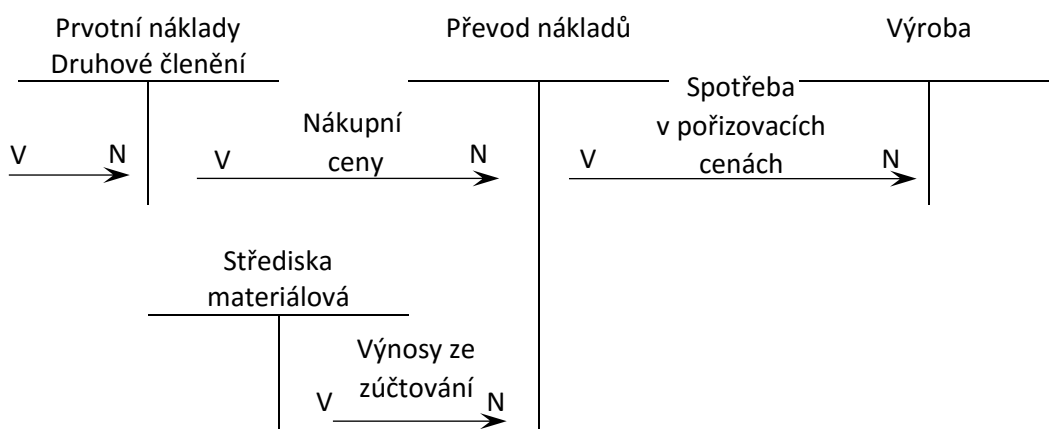 Prvotní náklady
Druhové členění
Převod nákladů
Výroba
V
N
V
Nákupní
ceny
N
V
Spotřeba
v pořizovacích
cenách
N
Střediska
materiálová
V
Výnosy ze
zúčtování
N